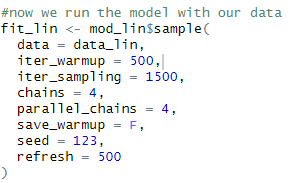 #now we run the model with our data
fit_lin <- mod_lin$sample(
  data = data_lin,
  iter_warmup = 500,
  iter_sampling = 1500,
  chains = 4,
  parallel_chains = 4,
  save_warmup = F,
  seed = 123,
  refresh = 500
)